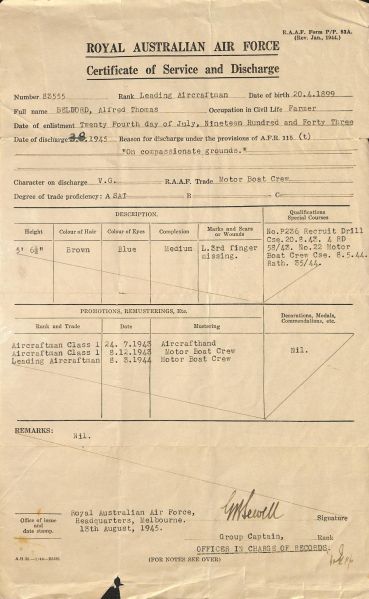 R.A.A.F. Form P/P. 83A.
(Rev. Jan., 1944.)
ROYAL AUSTRALIAN AIR FORCE
Certificate of Service and Discharge
Number 83555 Rank Leading Aircraftman Date of birth 20.4.1899
Full name BELBORD, Alfred Thomas Occupation in Civil Life Farmer
Date of enlistment Twenty Fourth day of July, Nineteen Hundred and Forty Three
Date of discharge 1945 Reason for discharge under the provisions of A.F.R. 115 (t)
"On compassionate grounds."
Character on discharge V.G. R.A.A.F. Trade Motor Boat Crew
Degree of trade proficiency: A SAT B C
DESCRIPTION.
Qualifications
Special Courses
Height Colour of Hair Colour of Eyes Complexion Marks and Scars or Wounds
5' 6½" Brown Blue Medium L.3rd finger missing.
No.P236 Recruit Drill
Cse. 20.8.43. 4 RD
58/43. No.22 Motor
Boat Crew Cse. 8.5.44.
Rath. 35/44.
PROMOTIONS, REMUSTERINGS, Etc.
Decorations, Medals,
Commendations, etc.
Rank and Trade Date Mustering
Aircraftman Class 1 24. 7.1943 Aircrafthand
Aircraftman Class 1 8.12.1943 Motor Boat Crew
Leading Aircraftman 8. 3.1944 Motor Boat Crew
Nil.
REMARKS:
Nil.
Office of issue
and
date stamp.
Royal Australian Air Force,
Headquarters, Melbourne.
13th August, 1945.
Signature
Group Captain, Rank
OFFICER IN CHARGE OF RECORDS.
(FOR NOTES SEE OVER)